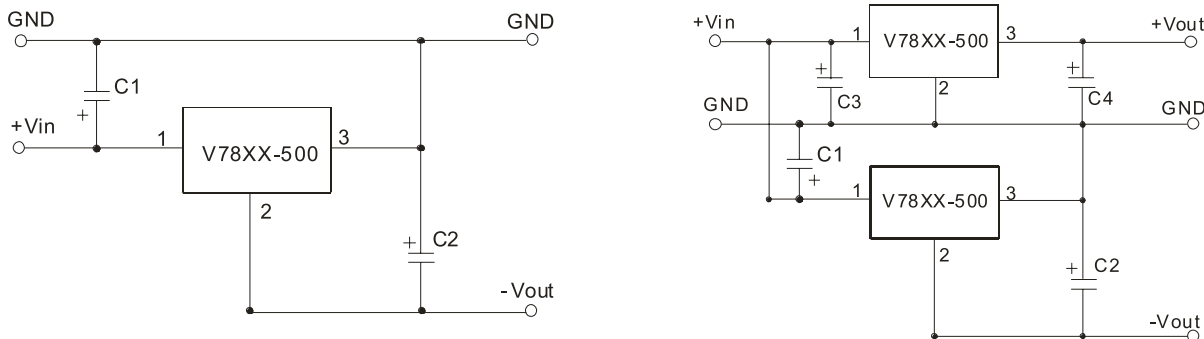 GND
GND
C1
+
+Vin
1
V78XX-500
3
2
+
C2
-Vout
+Vin
1
V78XX-500
3
+Vout
+
C3
2
+
C4
GND
GND
C1
+
1
V78XX-500
3
2
+
C2
-Vout